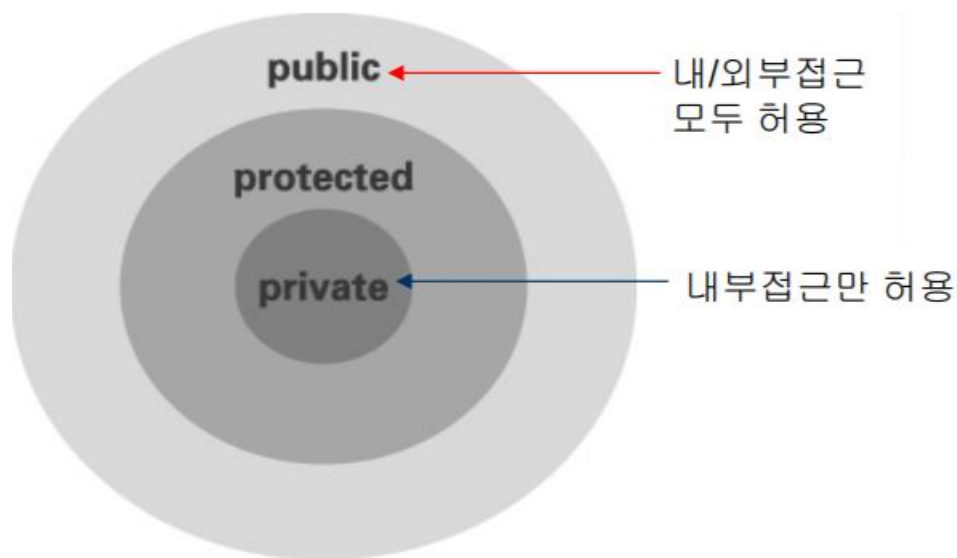 public
내/외부접근
모두 허용
protected
private
내부접근만 허용